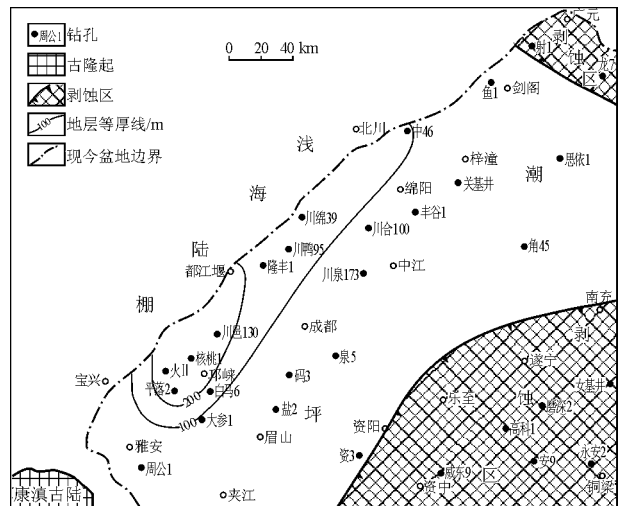 周公1 钻孔
0 20 40 km
古隆起
剥蚀区
100 地层等厚线/m
现今盆地边界
广元
剥
射1
蚀
龙7
区
鱼1
剑阁
北川
中46
浅
海
陆
棚
梓潼
思依1
潮
绵阳
关基井
川绵39
丰谷1
川合100
川鸭95
角45
隆丰1
都江堰
川泉173
中江
南充
剥
川邑130
成都
核桃1
泉5
遂宁
火11
宝兴
邛崃
码3
女基井
平落2
200
白马6
乐至
蚀
磨深2
100
大参1
盐2
坪
资阳
高科1
雅安
眉山
永安2
周公1
资3
威东9
安9
区
资中
铜梁
康滇古陆
夹江